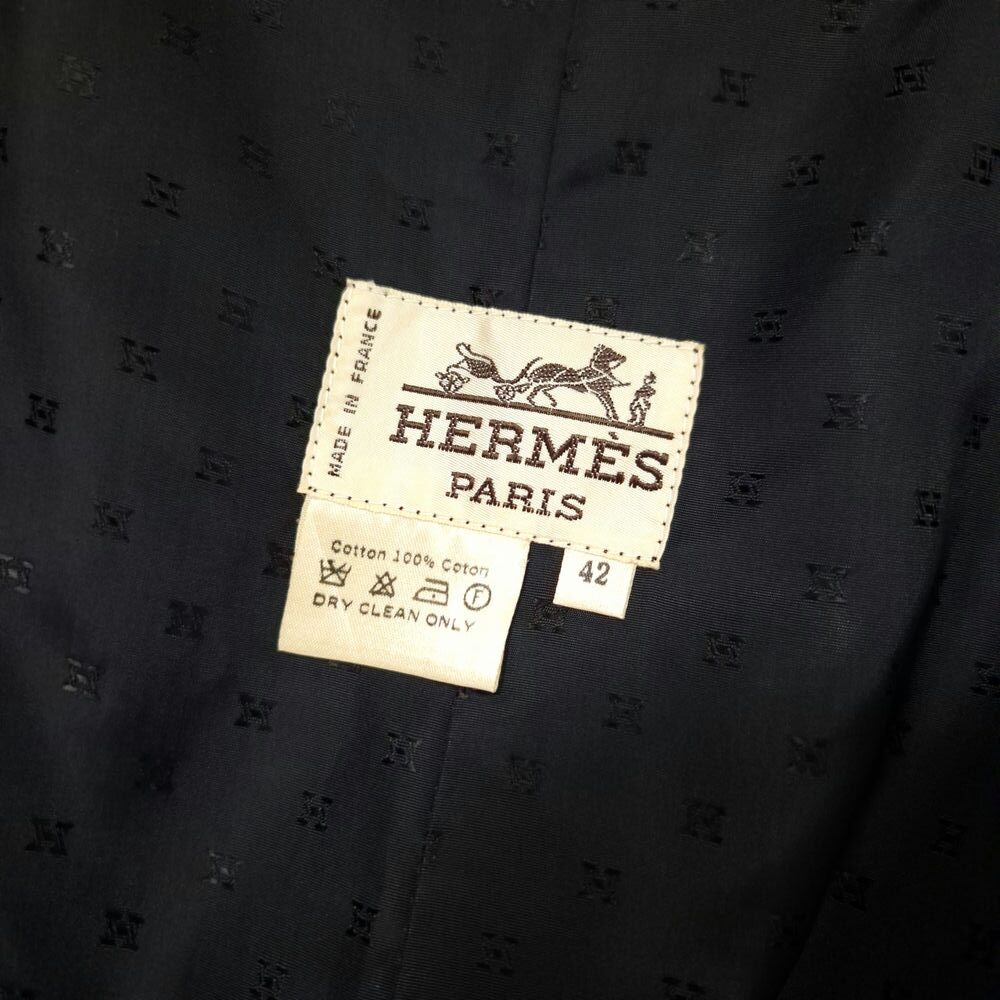 MADE IN FRANCE
HERMÈS
PARIS
42
Cotton 100% Coton
F
DRY CLEAN ONLY